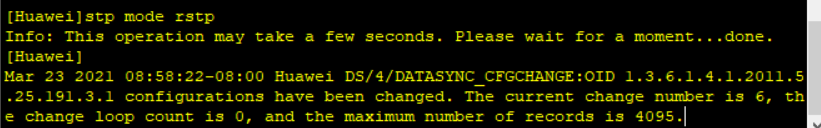 [Huawei]stp mode rstp
Info: This operation may take a few seconds. Please wait for a moment...done.
[Huawei]
Mar 23 2021 08:58:22-08:00 Huawei DS/4/DATASYNC_CFGCHANGE:OID 1.3.6.1.4.1.2011.5
.25.191.3.1 configurations have been changed. The current change number is 6, th
e change loop count is 0, and the maximum number of records is 4095.